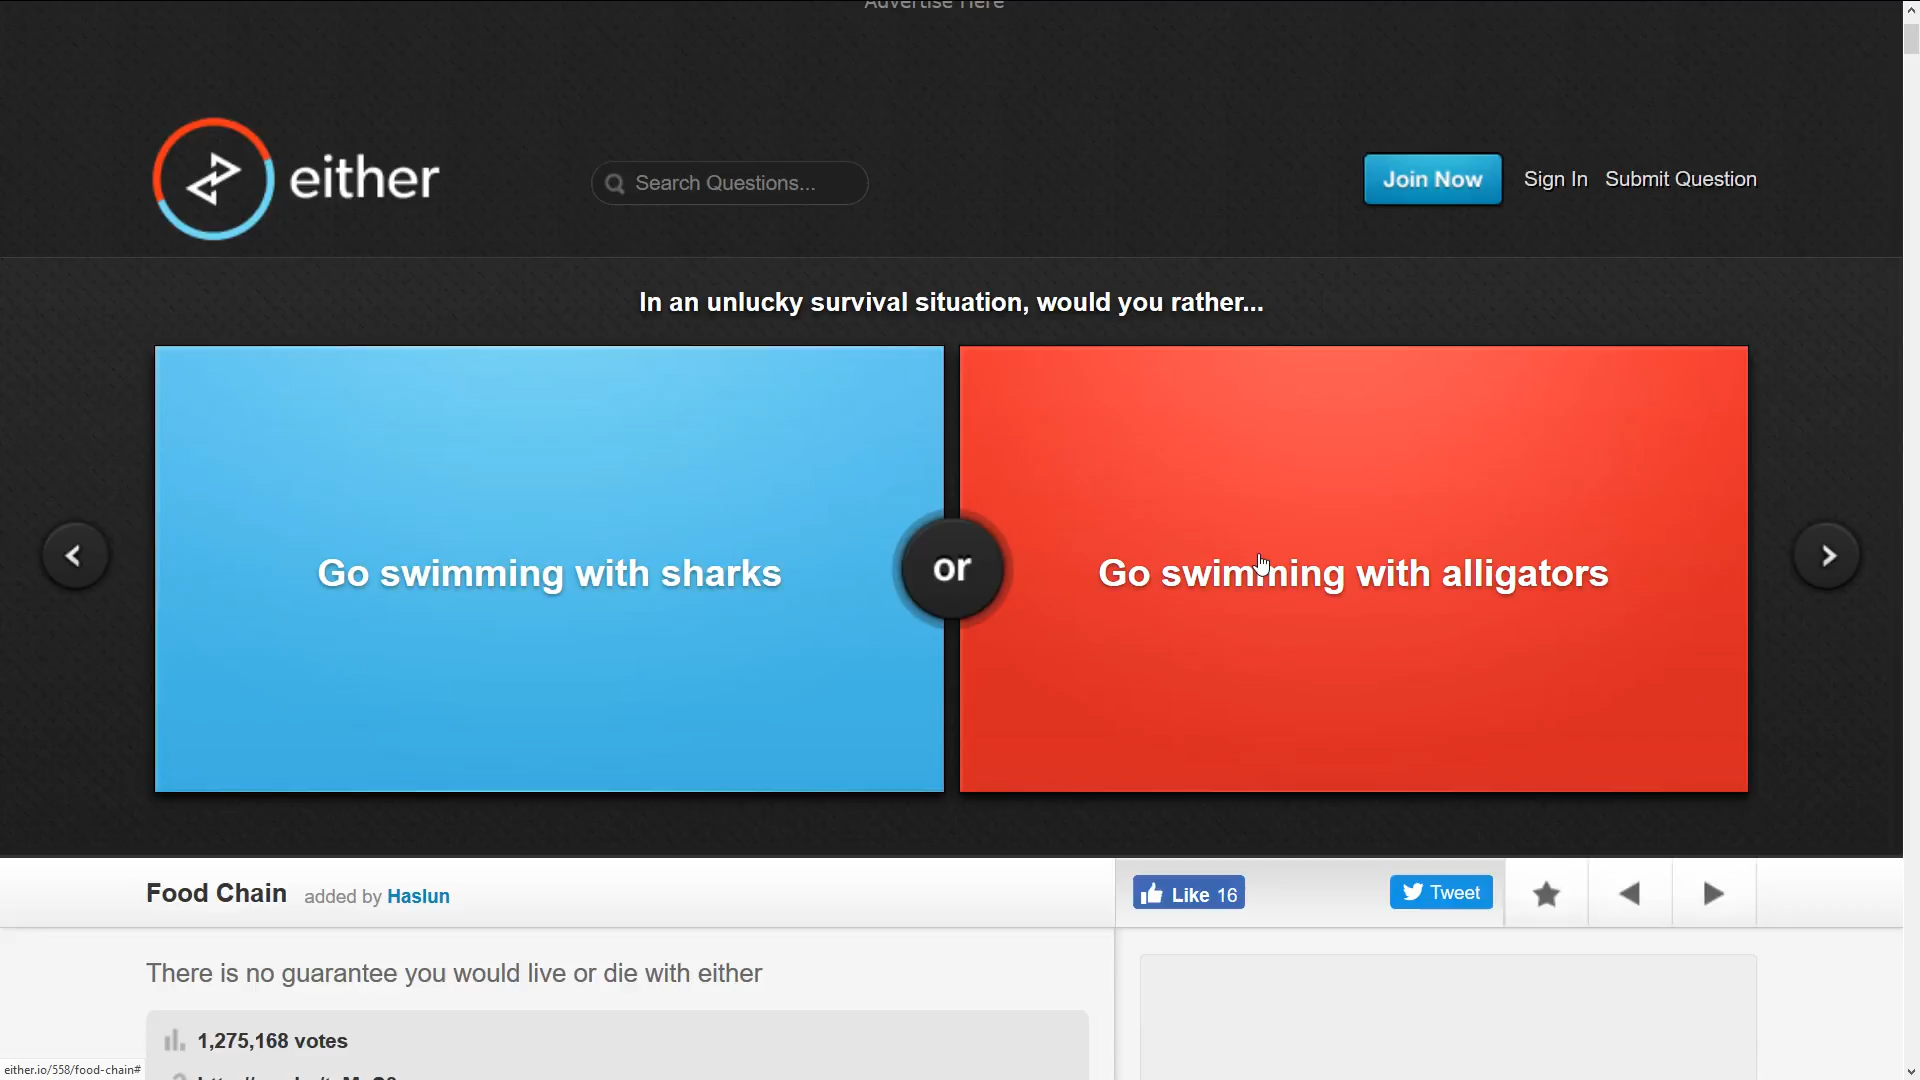 Advertise Here
either
Search Questions...
Join Now
Sign In
Submit Question
In an unlucky survival situation, would you rather...
Go swimming with sharks
or
Go swimming with alligators
Food Chain added by Haslun
Like 16
Tweet
There is no guarantee you would live or die with either
1,275,168 votes
either.io/558/food-chain#